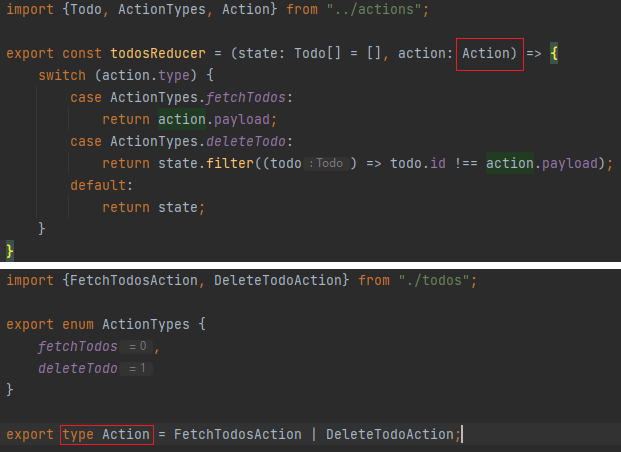 import {Todo, ActionTypes, Action} from "../actions";
export const todosReducer = (state: Todo[] = [], action: Action) => {
switch (action.type) {
case ActionTypes.fetchTodos:
return action.payload;
case ActionTypes.deleteTodo:
return state.filter((todo :Todo ) => todo.id !== action.payload);
default:
return state;
}
}
import {FetchTodosAction, DeleteTodoAction} from "./todos";
export enum ActionTypes {
fetchTodos = 0 ,
deleteTodo = 1
}
export type Action = FetchTodosAction | DeleteTodoAction;